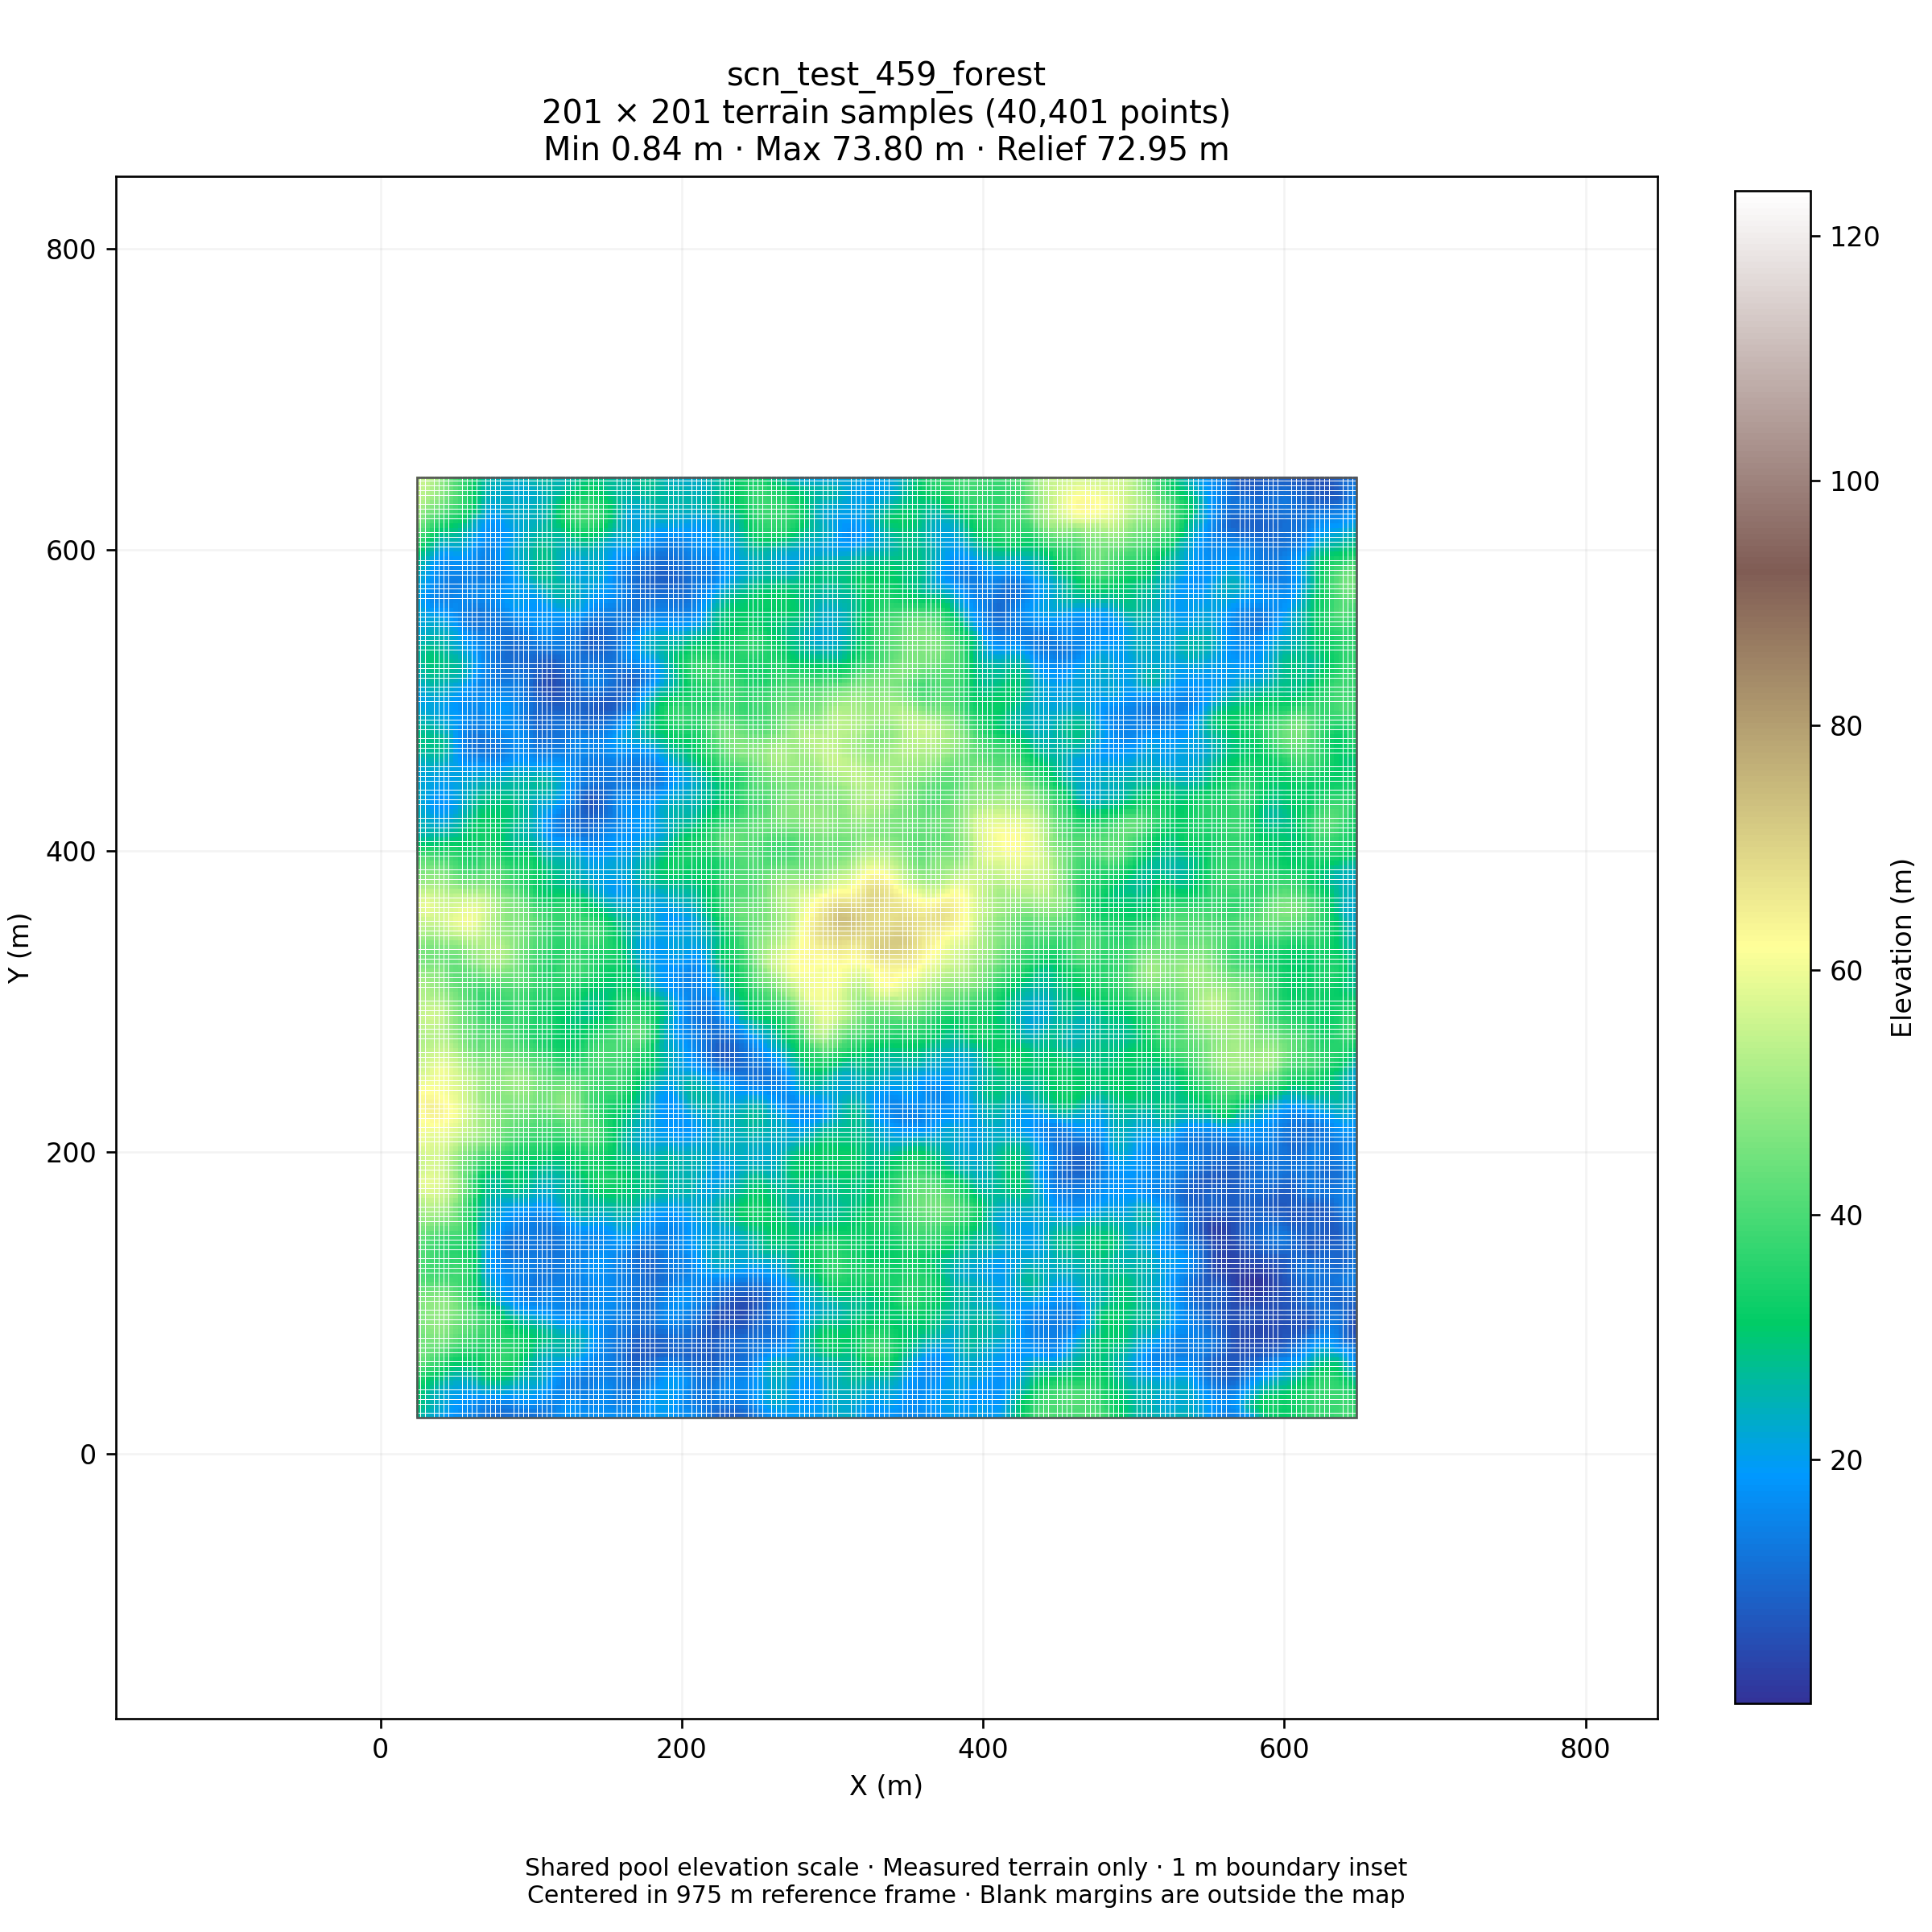 scn_test_459_forest
201 × 201 terrain samples (40,401 points)
Min 0.84 m · Max 73.80 m · Relief 72.95 m
800
600
400
200
0
Y (m)
0
200
400
600
800
X (m)
120
100
80
60
40
20
Elevation (m)
Shared pool elevation scale · Measured terrain only · 1 m boundary inset
Centered in 975 m reference frame · Blank margins are outside the map